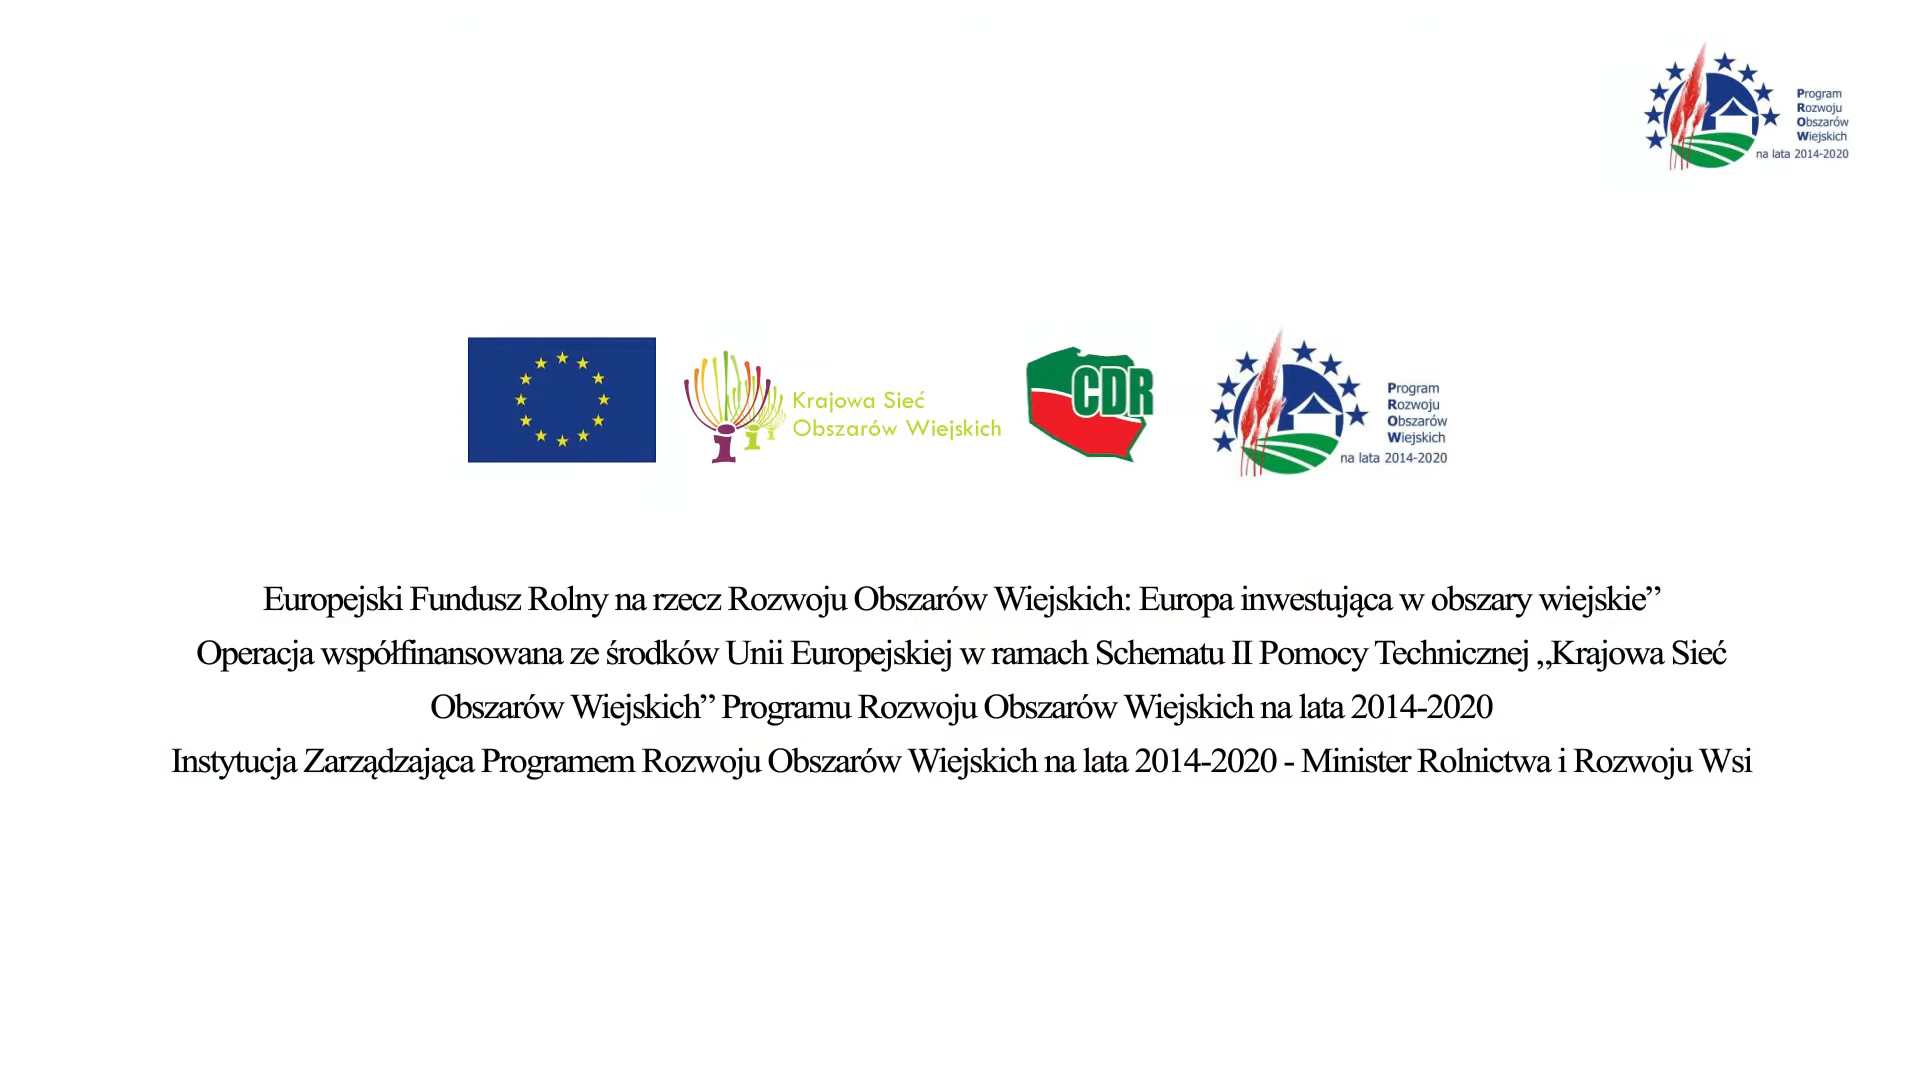 Program
Rozwoju
Obszarów
Wiejskich
na lata 2014-2020
Krajowa Sieć
Obszarów Wiejskich
CDR
Program
Rozwoju
Obszarów
Wiejskich
na lata 2014-2020
Europejski Fundusz Rolny na rzecz Rozwoju Obszarów Wiejskich: Europa inwestująca w obszary wiejskie”
Operacja współfinansowana ze środków Unii Europejskiej w ramach Schematu II Pomocy Technicznej „Krajowa Sieć
Obszarów Wiejskich” Programu Rozwoju Obszarów Wiejskich na lata 2014-2020
Instytucja Zarządzająca Programem Rozwoju Obszarów Wiejskich na lata 2014-2020 - Minister Rolnictwa i Rozwoju Wsi